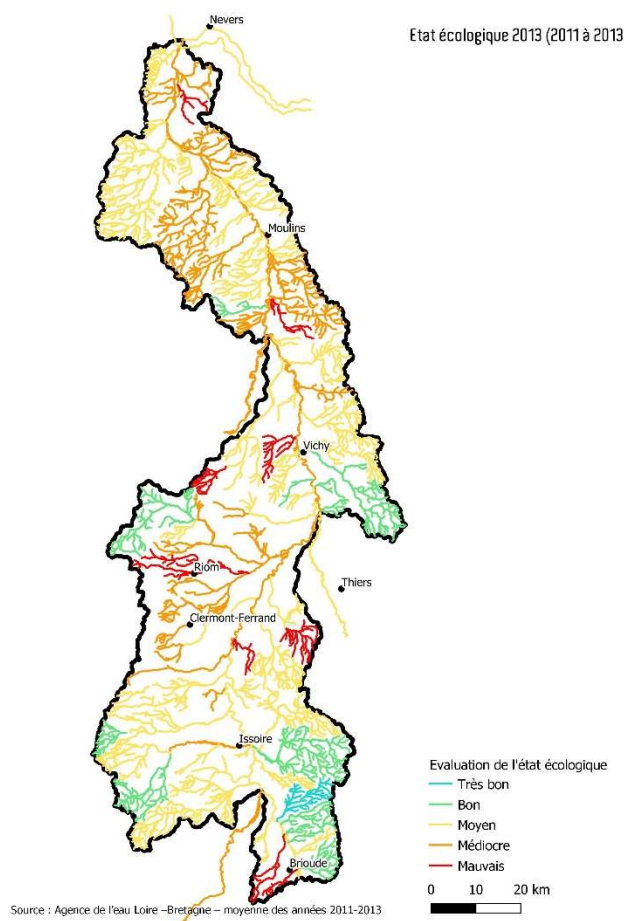 Etat écologique 2013 (2011 à 2013
Nevers
Moulins
Vichy
Riom
Thiers
Clermont-Ferrand
Issoire
Brioude
Evaluation de l'état écologique
Très bon
Bon
Moyen
Médiocre
Mauvais
0 10 20 km
Source : Agence de l'eau Loire –Bretagne – moyenne des années 2011-2013